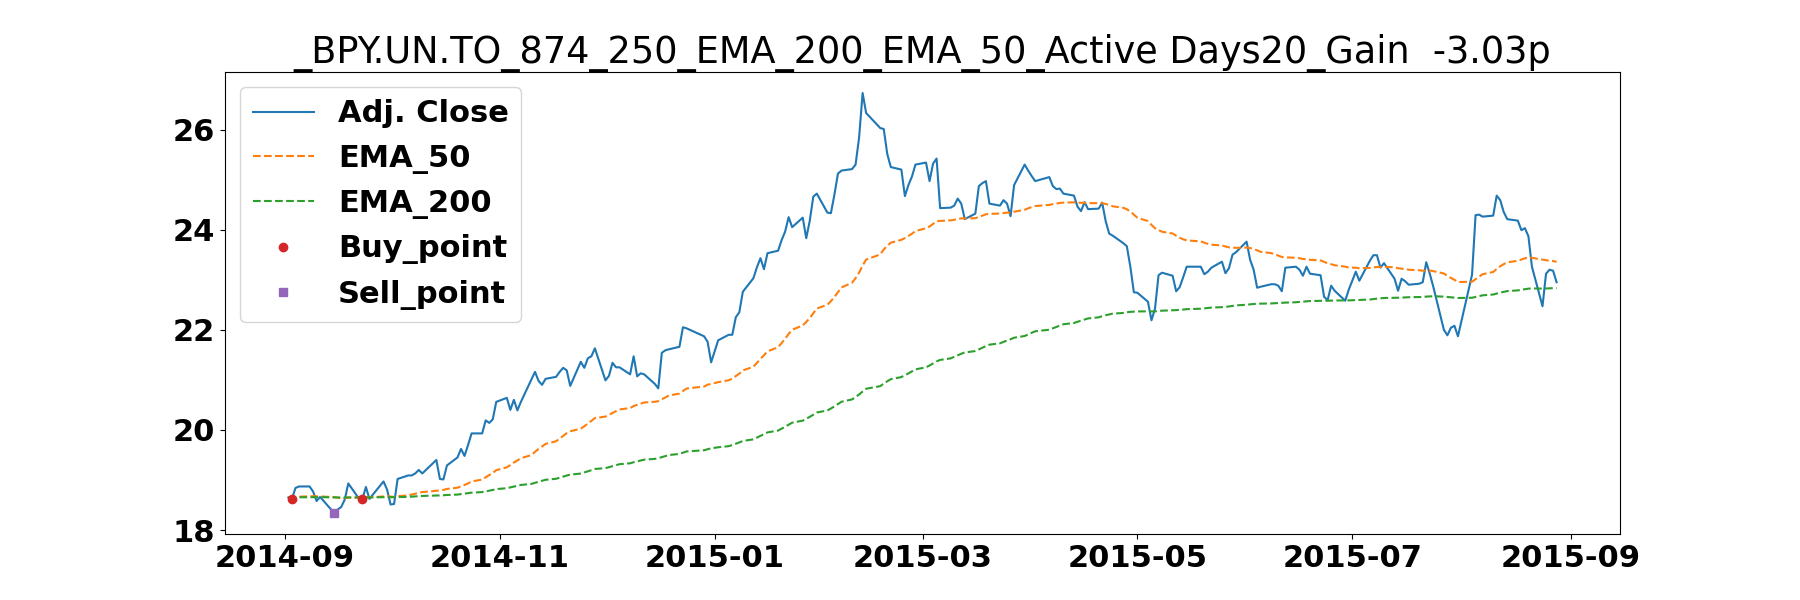 _BPY.UN.TO_874_250_EMA_200_EMA_50_Active Days20_Gain  -3.03p
Adj. Close
EMA_50
EMA_200
Buy_point
Sell_point
26
24
22
20
18
2014-09
2014-11
2015-01
2015-03
2015-05
2015-07
2015-09